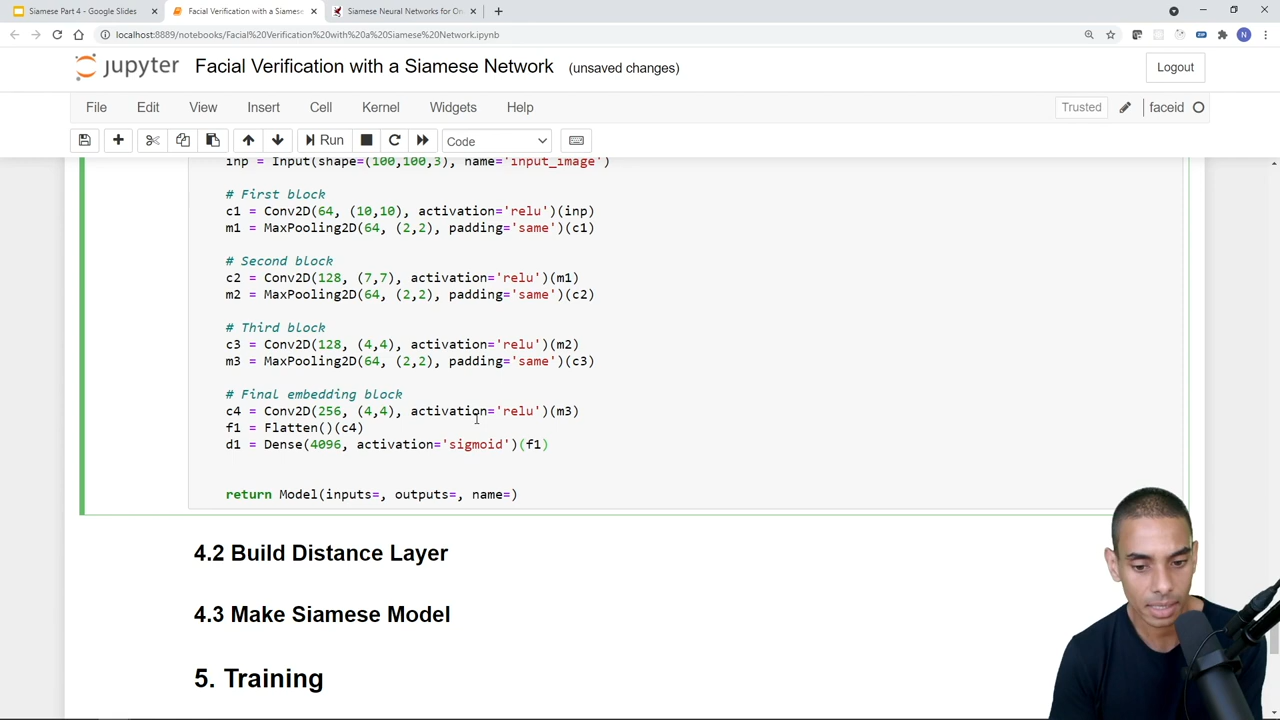 Siamese Part 4 - Google Slides
Facial Verification with a Siamese
Siamese Neural Networks for On
localhost:8889/notebooks/Facial%20Verification%20with%20a%20Siamese%20Network.ipynb
N
jupyter
Facial Verification with a Siamese Network (unsaved changes)
Logout
File Edit View Insert Cell Kernel Widgets Help
Trusted
faceid
Run
Code
inp = Input(shape=(100,100,3), name='input_image')
# First block
c1 = Conv2D(64, (10,10), activation='relu')(inp)
m1 = MaxPooling2D(64, (2,2), padding='same')(c1)
# Second block
c2 = Conv2D(128, (7,7), activation='relu')(m1)
m2 = MaxPooling2D(64, (2,2), padding='same')(c2)
# Third block
c3 = Conv2D(128, (4,4), activation='relu')(m2)
m3 = MaxPooling2D(64, (2,2), padding='same')(c3)
# Final embedding block
c4 = Conv2D(256, (4,4), activation='relu')(m3)
f1 = Flatten()(c4)
d1 = Dense(4096, activation='sigmoid')(f1)
return Model(inputs=, outputs=, name=)
4.2 Build Distance Layer
4.3 Make Siamese Model
5. Training